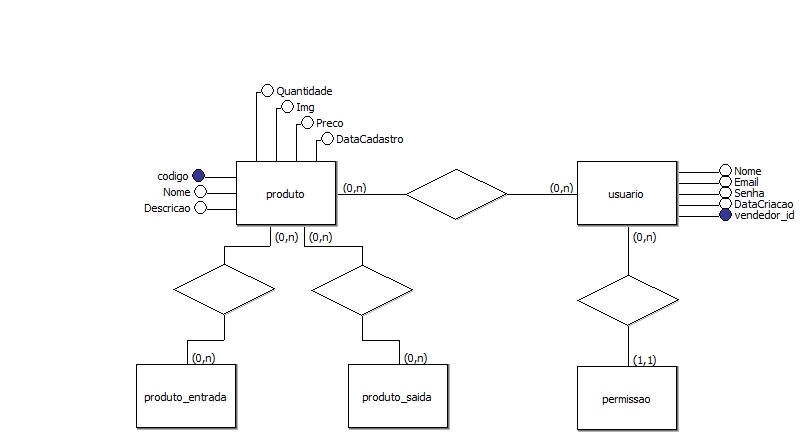 Quantidade
Img
Preco
DataCadastro
codigo
Nome
Descricao
produto
(0,n)
(0,n)
usuario
Nome
Email
Senha
DataCriacao
vendedor_id
(0,n)
(0,n)
(0,n)
(0,n)
(0,n)
(1,1)
produto_entrada
produto_saida
permissao